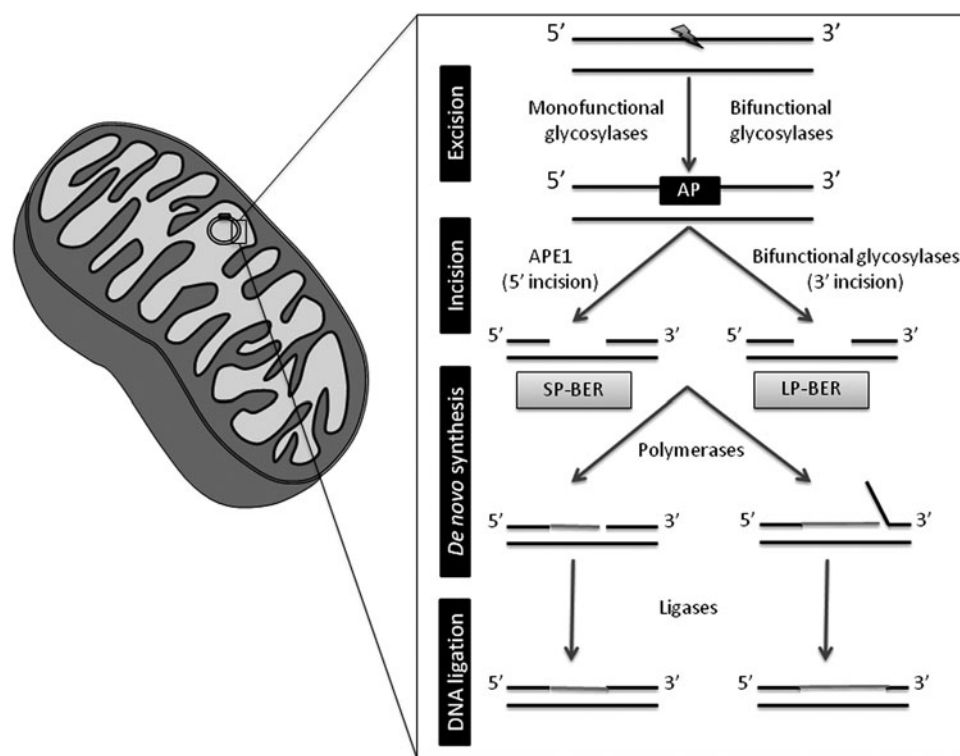 5’ 3’
Excision
Monofunctional Bifunctional
glycosylases glycosylases
5’ AP 3’
Incision
APE1
(5’ incision)
Bifunctional glycosylases
(3’ incision)
5’ 3’ 5’ 3’
SP-BER LP-BER
De novo synthesis
Polymerases
5’ 3’ 5’ 3’
DNA ligation
Ligases
5’ 3’ 5’ 3’